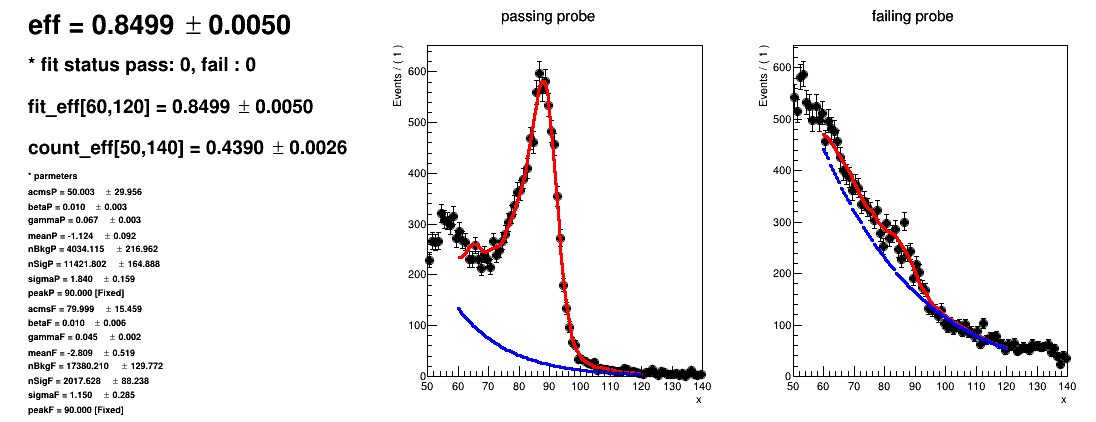 eff = 0.8499 ± 0.0050
* fit status pass: 0, fail : 0
fit_eff[60,120] = 0.8499 ± 0.0050
count_eff[50,140] = 0.4390 ± 0.0026
* parmeters
acmsP = 50.003 ± 29.956
betaP = 0.010 ± 0.003
gammaP = 0.067 ± 0.003
meanP = -1.124 ± 0.092
nBkgP = 4034.115 ± 216.962
nSigP = 11421.802 ± 164.888
sigmaP = 1.840 ± 0.159
peakP = 90.000 [Fixed]
acmsF = 79.999 ± 15.459
betaF = 0.010 ± 0.006
gammaF = 0.045 ± 0.002
meanF = -2.809 ± 0.519
nBkgF = 17380.210 ± 129.772
nSigF = 2017.628 ± 88.238
sigmaF = 1.150 ± 0.285
peakF = 90.000 [Fixed]
passing probe
Events / ( 1 )
600
500
400
300
200
100
0
50 60 70 80 90 100 110 120 130 140
x
failing probe
Events / ( 1 )
600
500
400
300
200
100
0
50 60 70 80 90 100 110 120 130 140
x